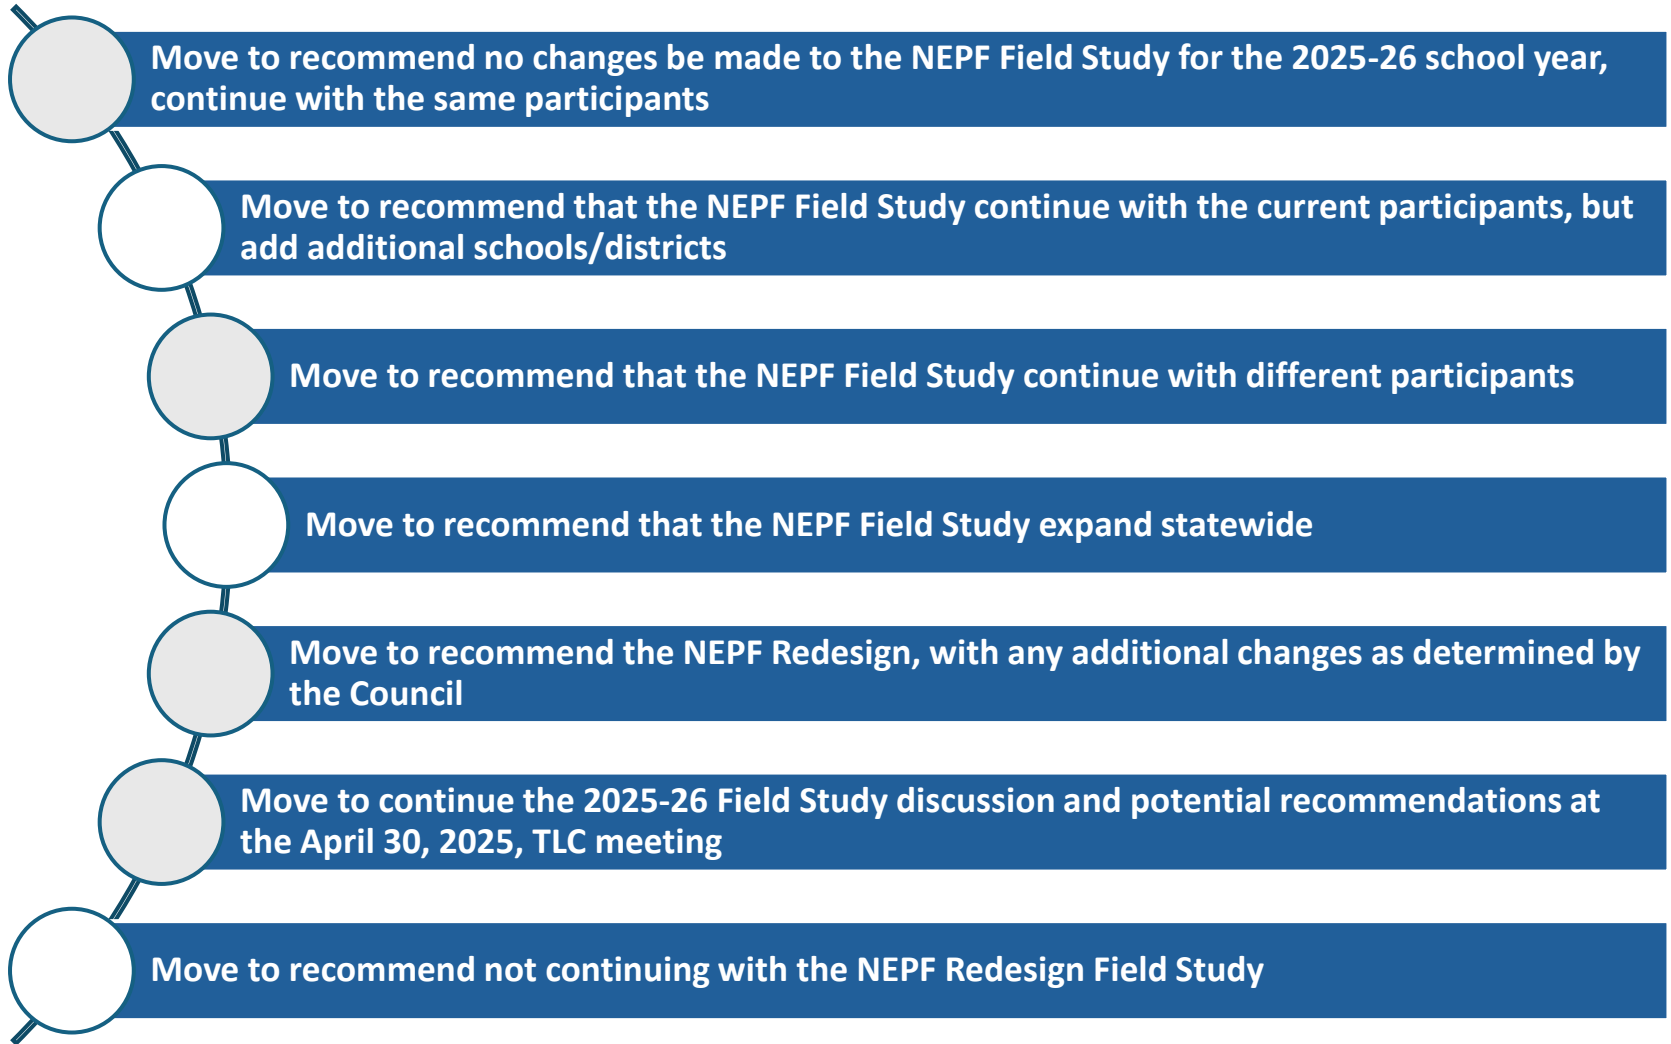 Move to recommend no changes be made to the NEPF Field Study for the 2025-26 school year,
continue with the same participants
Move to recommend that the NEPF Field Study continue with the current participants, but
add additional schools/districts
Move to recommend that the NEPF Field Study continue with different participants
Move to recommend that the NEPF Field Study expand statewide
Move to recommend the NEPF Redesign, with any additional changes as determined by
the Council
Move to continue the 2025-26 Field Study discussion and potential recommendations at
the April 30, 2025, TLC meeting
Move to recommend not continuing with the NEPF Redesign Field Study